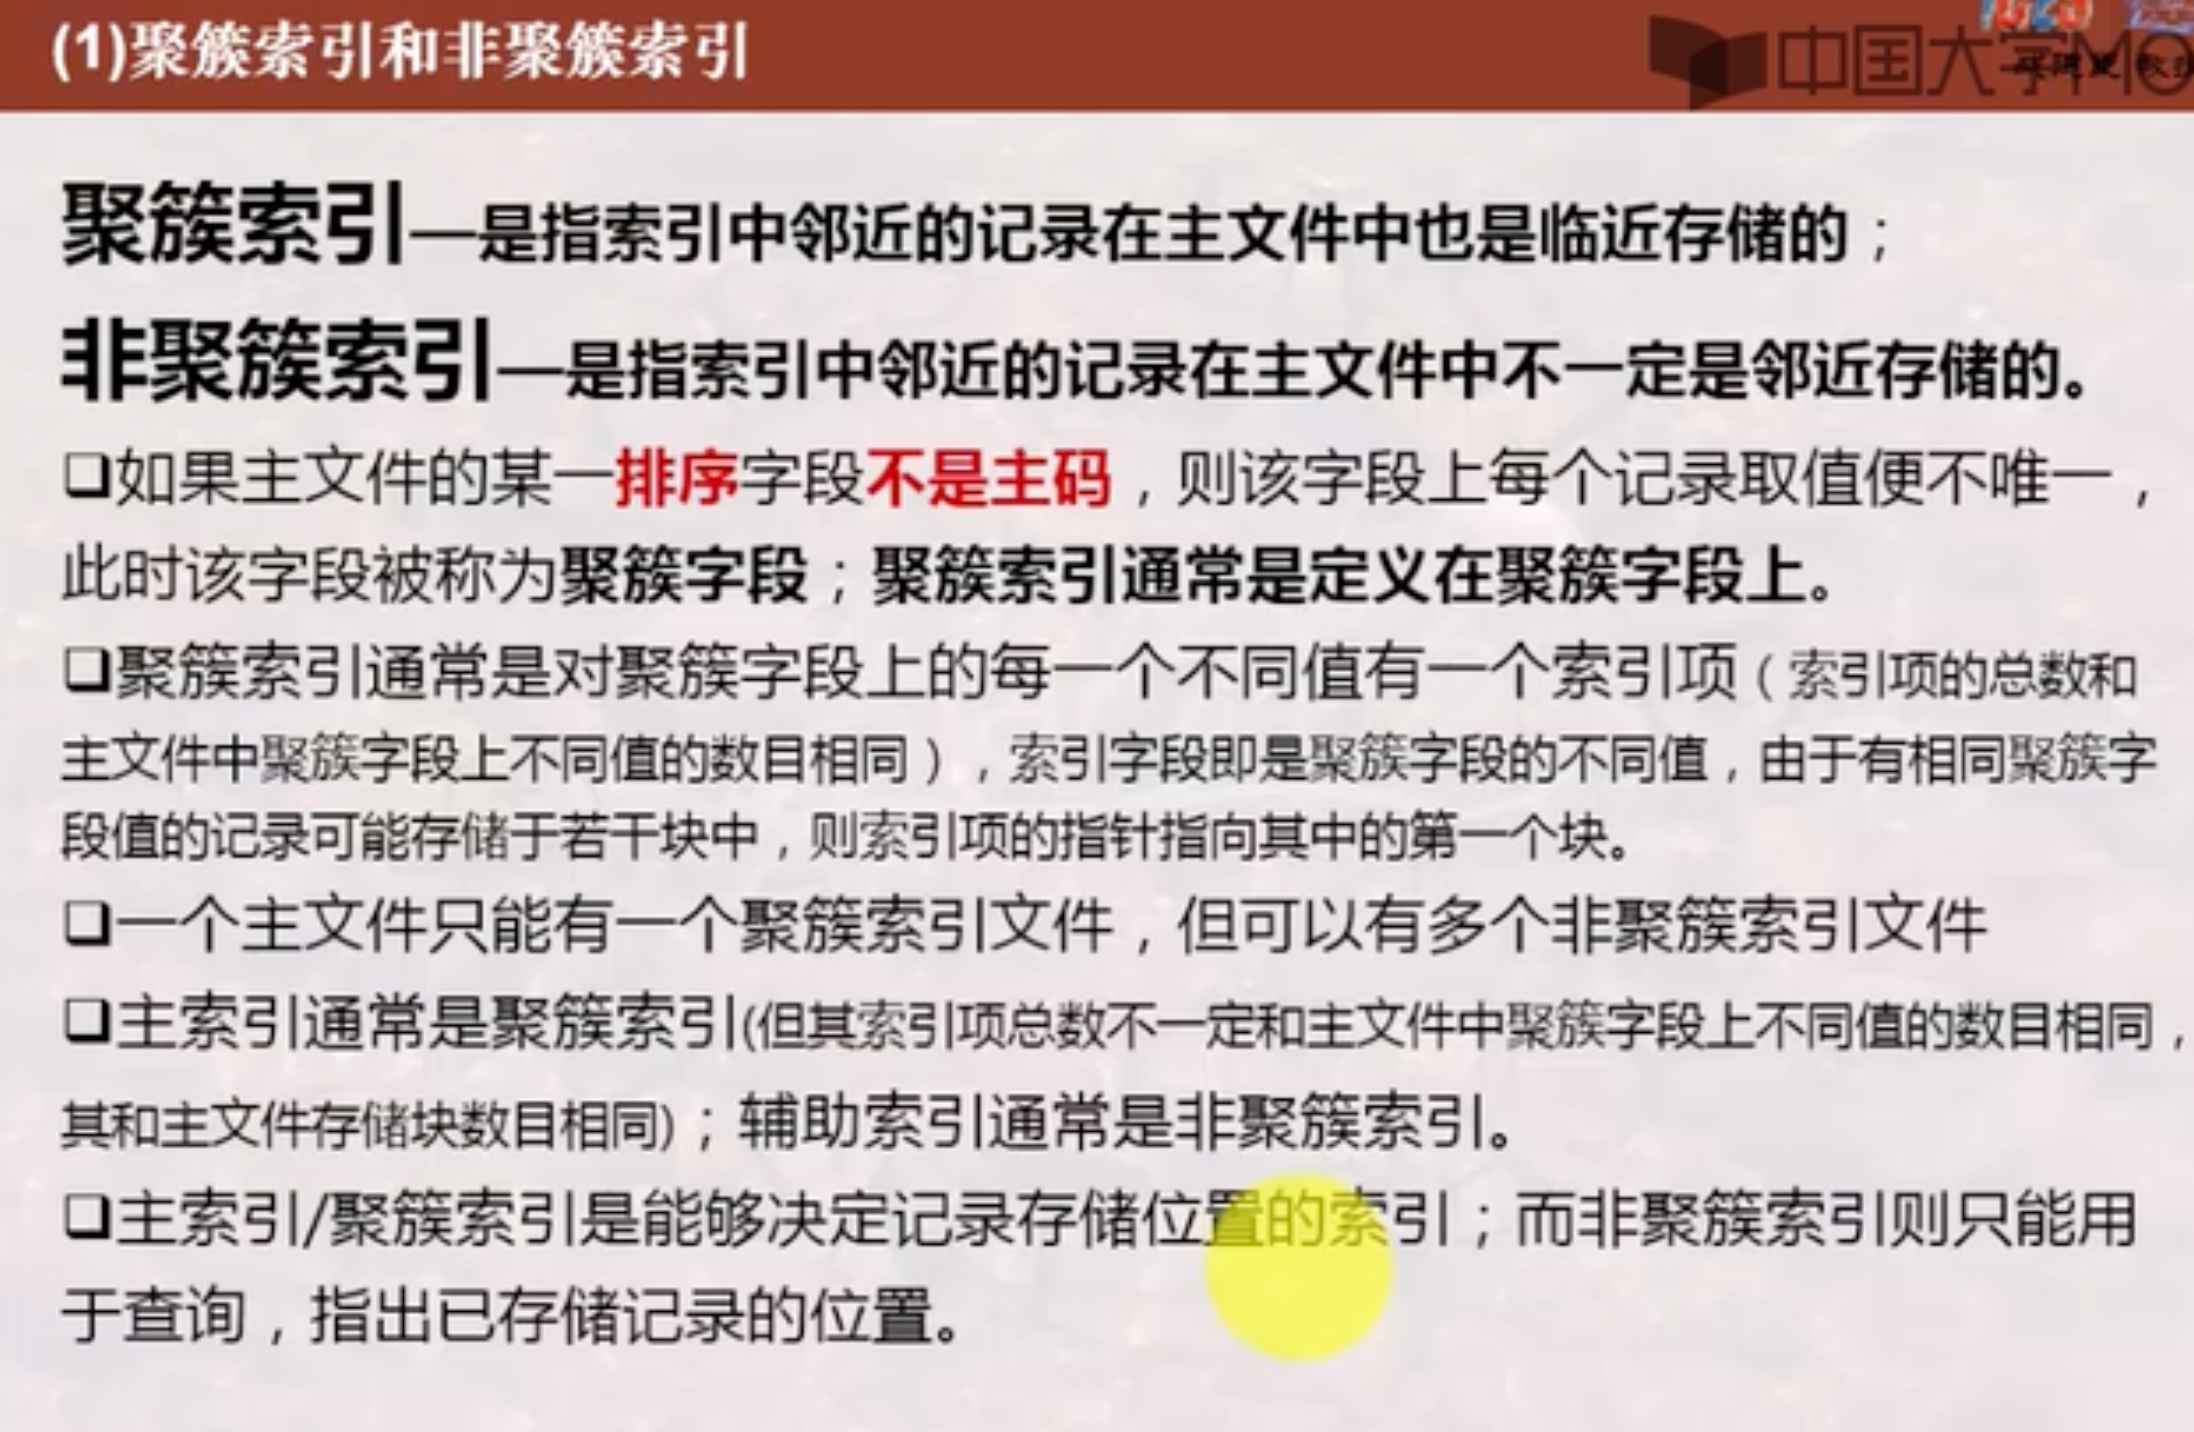 (1)聚簇索引和非聚簇索引
中国大学MO
聚簇索引—是指索引中邻近的记录在主文件中也是临近存储的；
非聚簇索引—是指索引中邻近的记录在主文件中不一定是邻近存储的。
❑如果主文件的某一排序字段不是主码，则该字段上每个记录取值便不唯一，
此时该字段被称为聚簇字段；聚簇索引通常是定义在聚簇字段上。
❑聚簇索引通常是对聚簇字段上的每一个不同值有一个索引项（索引项的总数和
主文件中聚簇字段上不同值的数目相同），索引字段即是聚簇字段的不同值，由于有相同聚簇字
段值的记录可能存储于若干块中，则索引项的指针指向其中的第一个块。
❑一个主文件只能有一个聚簇索引文件，但可以有多个非聚簇索引文件
❑主索引通常是聚簇索引(但其索引项总数不一定和主文件中聚簇字段上不同值的数目相同，
其和主文件存储块数目相同)；辅助索引通常是非聚簇索引。
❑主索引/聚簇索引是能够决定记录存储位置的索引；而非聚簇索引则只能用
于查询，指出已存储记录的位置。